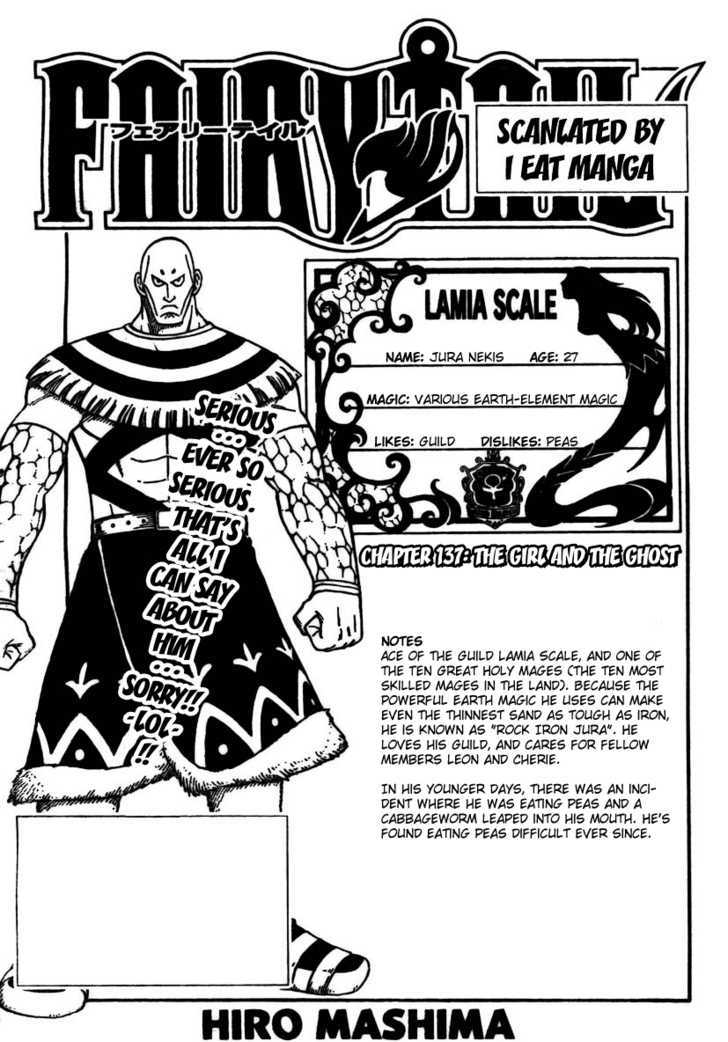 FAIRY TAIL
フェアリーテイル
SCANLATED BY
I EAT MANGA
LAMIA SCALE
NAME: JURA NEKIS AGE: 27
MAGIC: VARIOUS EARTH-ELEMENT MAGIC
LIKES: GUILD DISLIKES: PEAS
SERIOUS
...
EVER SO
SERIOUS.
THAT'S
ALL I
CAN SAY
ABOUT
HIM
...
SORRY!!
-LOL-
!!
CHAPTER 137: THE GIRL AND THE GHOST
NOTES
ACE OF THE GUILD LAMIA SCALE, AND ONE OF
THE TEN GREAT HOLY MAGES (THE TEN MOST
SKILLED MAGES IN THE LAND). BECAUSE THE
POWERFUL EARTH MAGIC HE USES CAN MAKE
EVEN THE THINNEST SAND AS TOUGH AS IRON,
HE IS KNOWN AS "ROCK IRON JURA". HE
LOVES HIS GUILD, AND CARES FOR FELLOW
MEMBERS LEON AND CHERIE.
IN HIS YOUNGER DAYS, THERE WAS AN INCI-
DENT WHERE HE WAS EATING PEAS AND A
CABBAGEWORM LEAPED INTO HIS MOUTH. HE'S
FOUND EATING PEAS DIFFICULT EVER SINCE.
HIRO MASHIMA